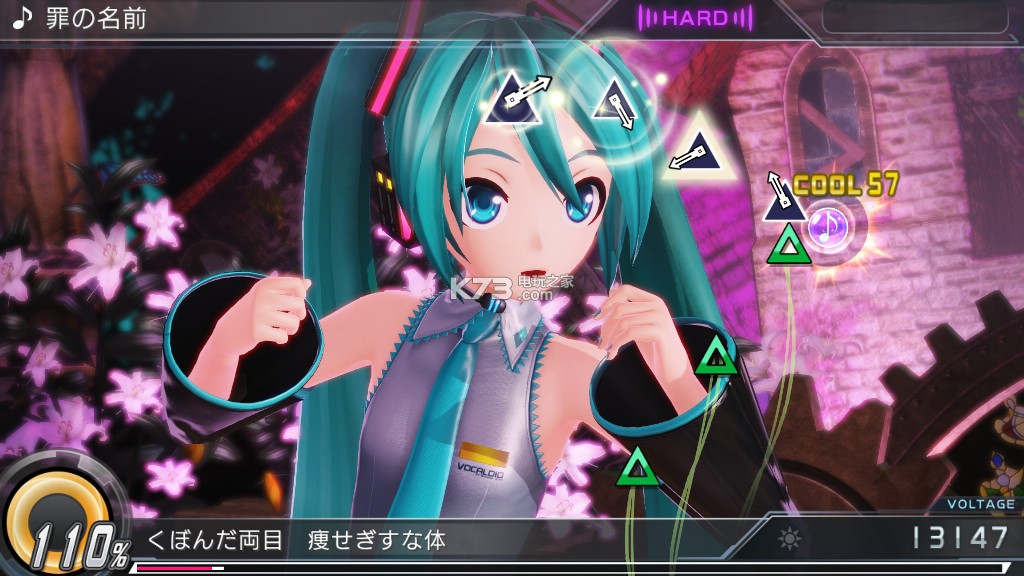 ♪ 罪の名前
HARD
COOL 57
K73 电玩之家
.com
VOCALOID
VOLTAGE
110%
くぼんだ両目 痩せぎすな体
13147